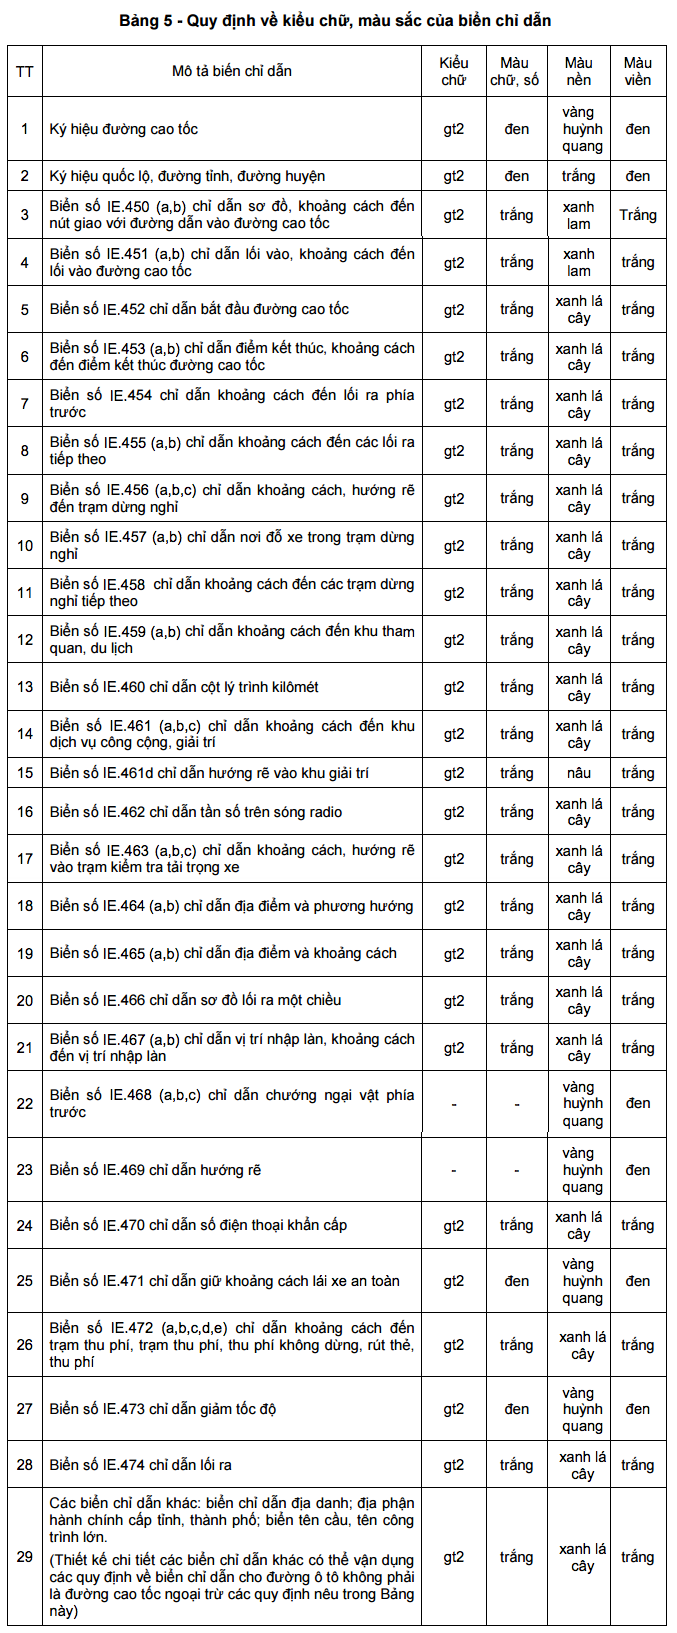 Bảng 5 - Quy định về kiểu chữ, màu sắc của biển chỉ dẫn
TT Mô tả biển chỉ dẫn Kiểu chữ Màu chữ, số Màu nền Màu viền
1 Ký hiệu đường cao tốc gt2 đen vàng huỳnh quang đen
2 Ký hiệu quốc lộ, đường tỉnh, đường huyện gt2 đen trắng đen
3 Biển số IE.450 (a,b) chỉ dẫn sơ đồ, khoảng cách đến
nút giao với đường dẫn vào đường cao tốc gt2 trắng xanh lam Trắng
4 Biển số IE.451 (a,b) chỉ dẫn lối vào, khoảng cách đến
lối vào đường cao tốc gt2 trắng xanh lam trắng
5 Biển số IE.452 chỉ dẫn bắt đầu đường cao tốc gt2 trắng xanh lá cây trắng
6 Biển số IE.453 (a,b) chỉ dẫn điểm kết thúc, khoảng cách
đến điểm kết thúc đường cao tốc gt2 trắng xanh lá cây trắng
7 Biển số IE.454 chỉ dẫn khoảng cách đến lối ra phía
trước gt2 trắng xanh lá cây trắng
8 Biển số IE.455 (a,b) chỉ dẫn khoảng cách đến các lối ra
tiếp theo gt2 trắng xanh lá cây trắng
9 Biển số IE.456 (a,b,c) chỉ dẫn khoảng cách, hướng rẽ
đến trạm dừng nghỉ gt2 trắng xanh lá cây trắng
10 Biển số IE.457 (a,b) chỉ dẫn nơi đỗ xe trong trạm dừng
nghỉ gt2 trắng xanh lá cây trắng
11 Biển số IE.458 chỉ dẫn khoảng cách đến các trạm dừng
nghỉ tiếp theo gt2 trắng xanh lá cây trắng
12 Biển số IE.459 (a,b) chỉ dẫn khoảng cách đến khu tham
quan, du lịch gt2 trắng xanh lá cây trắng
13 Biển số IE.460 chỉ dẫn cột lý trình kilômét gt2 trắng xanh lá cây trắng
14 Biển số IE.461 (a,b,c) chỉ dẫn khoảng cách đến khu
dịch vụ công cộng, giải trí gt2 trắng xanh lá cây trắng
15 Biển số IE.461d chỉ dẫn hướng rẽ vào khu giải trí gt2 trắng nâu trắng
16 Biển số IE.462 chỉ dẫn tần số trên sóng radio gt2 trắng xanh lá cây trắng
17 Biển số IE.463 (a,b,c) chỉ dẫn khoảng cách, hướng rẽ
vào trạm kiểm tra tải trọng xe gt2 trắng xanh lá cây trắng
18 Biển số IE.464 (a,b) chỉ dẫn địa điểm và phương hướng gt2 trắng xanh lá cây trắng
19 Biển số IE.465 (a,b) chỉ dẫn địa điểm và khoảng cách gt2 trắng xanh lá cây trắng
20 Biển số IE.466 chỉ dẫn sơ đồ lối ra một chiều gt2 trắng xanh lá cây trắng
21 Biển số IE.467 (a,b) chỉ dẫn vị trí nhập làn, khoảng cách
đến vị trí nhập làn gt2 trắng xanh lá cây trắng
22 Biển số IE.468 (a,b,c) chỉ dẫn chướng ngại vật phía
trước - - vàng huỳnh quang đen
23 Biển số IE.469 chỉ dẫn hướng rẽ - - vàng huỳnh quang đen
24 Biển số IE.470 chỉ dẫn số điện thoại khẩn cấp gt2 trắng xanh lá cây trắng
25 Biển số IE.471 chỉ dẫn giữ khoảng cách lái xe an toàn gt2 đen vàng huỳnh quang đen
26 Biển số IE.472 (a,b,c,d,e) chỉ dẫn khoảng cách đến
trạm thu phí, trạm thu phí, thu phí không dừng, rút thẻ,
thu phí gt2 trắng xanh lá cây trắng
27 Biển số IE.473 chỉ dẫn giảm tốc độ gt2 đen vàng huỳnh quang đen
28 Biển số IE.474 chỉ dẫn lối ra gt2 trắng xanh lá cây trắng
29 Các biển chỉ dẫn khác: biển chỉ dẫn địa danh; địa phận
hành chính cấp tỉnh, thành phố; biển tên cầu, tên công
trình lớn.
(Thiết kế chi tiết các biển chỉ dẫn khác có thể vận dụng
các quy định về biển chỉ dẫn cho đường ô tô không phải
là đường cao tốc ngoại trừ các quy định nêu trong Bảng
này) gt2 trắng xanh lá cây trắng